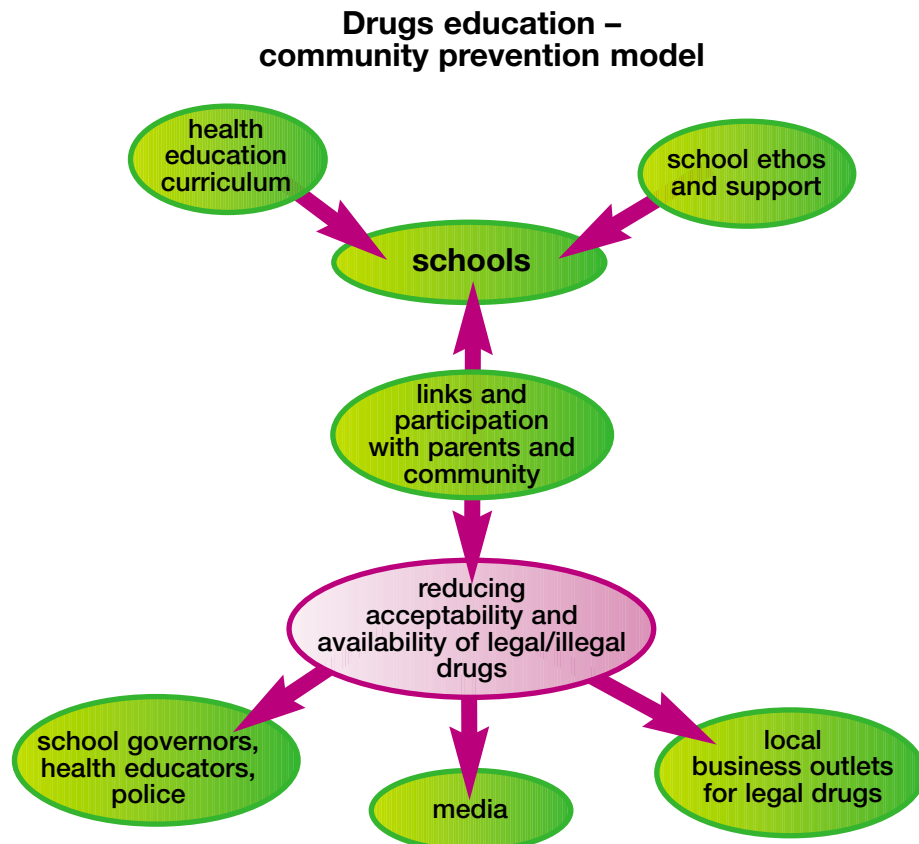 Drugs education –
community prevention model
health
education
curriculum
school ethos
and support
schools
links and
participation
with parents and
community
reducing
acceptability and
availability of legal/illegal
drugs
school governors,
health educators,
police
media
local
business outlets
for legal drugs